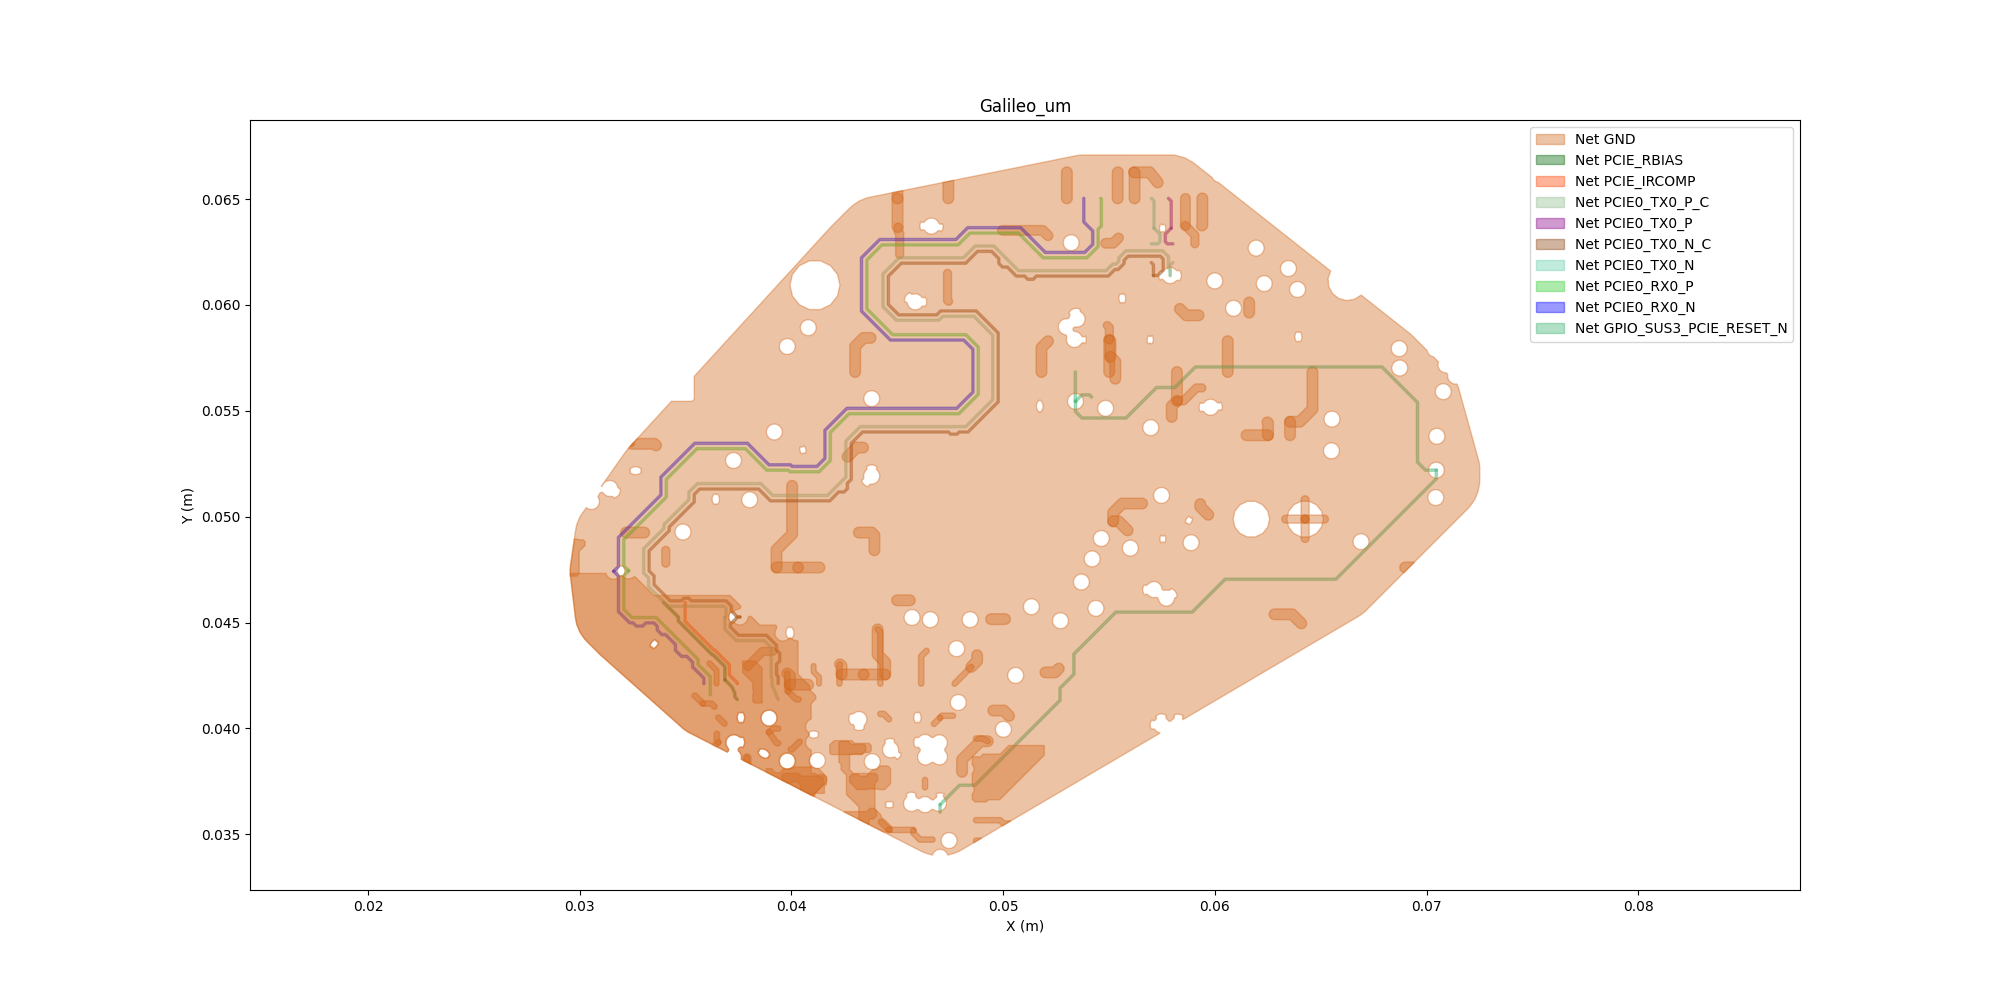 Galileo_um
Net GND
Net PCIE_RBIAS
Net PCIE_IRCOMP
Net PCIE0_TX0_P_C
Net PCIE0_TX0_P
Net PCIE0_TX0_N_C
Net PCIE0_TX0_N
Net PCIE0_RX0_P
Net PCIE0_RX0_N
Net GPIO_SUS3_PCIE_RESET_N
0.065
0.060
0.055
0.050
0.045
0.040
0.035
Y (m)
0.02 0.03 0.04 0.05 0.06 0.07 0.08
X (m)